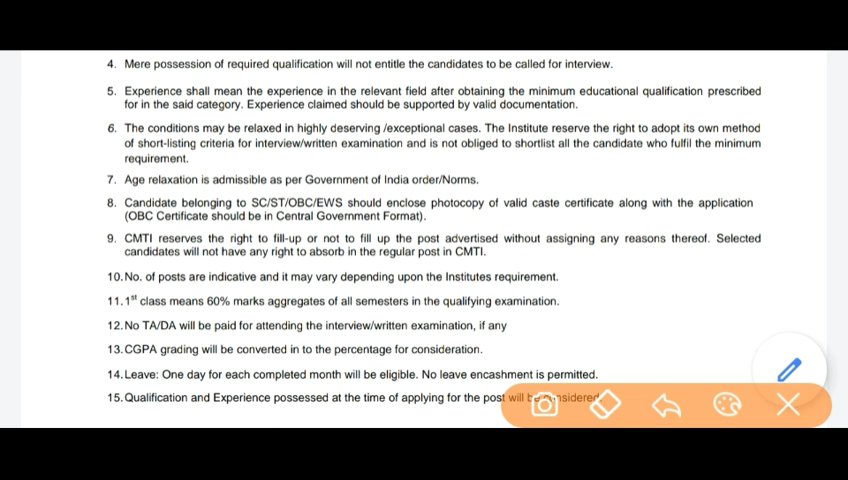 4. Mere possession of required qualification will not entitle the candidates to be called for interview.
5. Experience shall mean the experience in the relevant field after obtaining the minimum educational qualification prescribed
for in the said category. Experience claimed should be supported by valid documentation.
6. The conditions may be relaxed in highly deserving /exceptional cases. The Institute reserve the right to adopt its own method
of short-listing criteria for interview/written examination and is not obliged to shortlist all the candidate who fulfil the minimum
requirement.
7. Age relaxation is admissible as per Government of India order/Norms.
8. Candidate belonging to SC/ST/OBC/EWS should enclose photocopy of valid caste certificate along with the application
(OBC Certificate should be in Central Government Format).
9. CMTI reserves the right to fill-up or not to fill up the post advertised without assigning any reasons thereof. Selected
candidates will not have any right to absorb in the regular post in CMTI.
10. No. of posts are indicative and it may vary depending upon the Institutes requirement.
11. 1st class means 60% marks aggregates of all semesters in the qualifying examination.
12. No TA/DA will be paid for attending the interview/written examination, if any
13. CGPA grading will be converted in to the percentage for consideration.
14. Leave: One day for each completed month will be eligible. No leave encashment is permitted.
15. Qualification and Experience possessed at the time of applying for the post will be considered